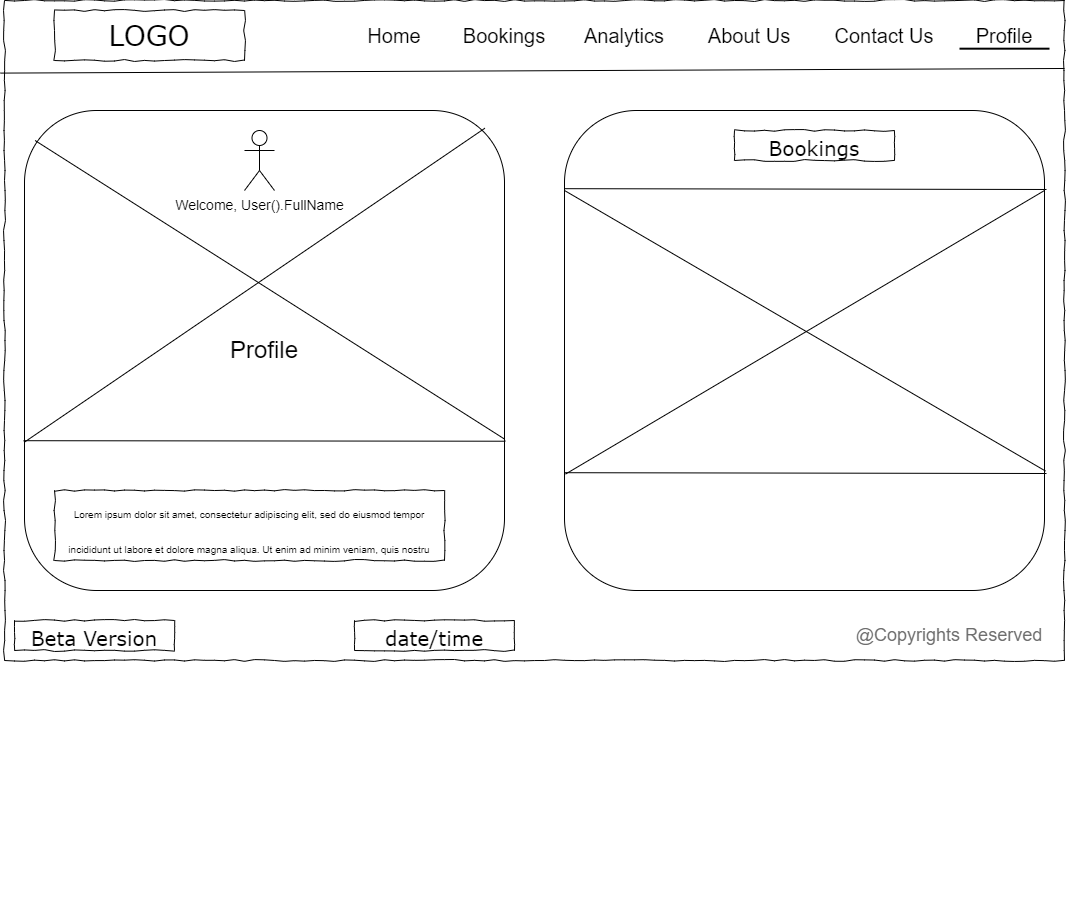 LOGO
Home
Bookings
Analytics
About Us
Contact Us
Profile
Welcome, User().FullName
Profile
Lorem ipsum dolor sit amet, consectetur adipiscing elit, sed do eiusmod tempor
incididunt ut labore et dolore magna aliqua. Ut enim ad minim veniam, quis nostru
Bookings
Beta Version
date/time
@Copyrights Reserved